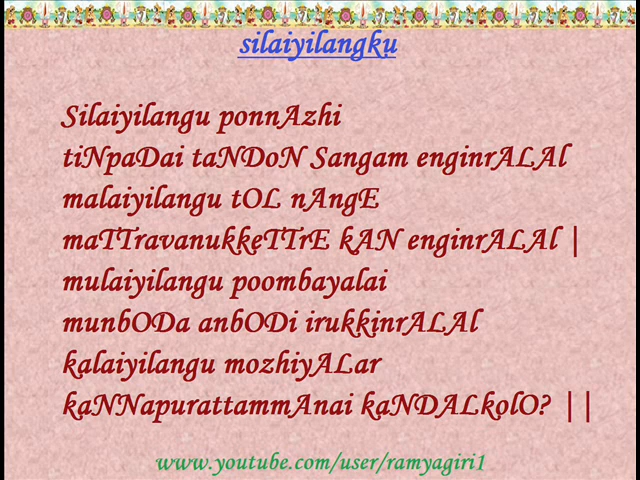 silaiyilangku
Silaiyilangu ponnAzhi
tiNpaDai taNDoN Sangam enginrALAl
malaiyilangu tOL nAngE
maTTravanukkeTTrE kAN enginrALAl |
mulaiyilangu poombayalai
munbODa anbODi irukkinrALAl
kalaiyilangu mozhiyALar
kaNNapurattammAnai kaNDALkolO? ||
www.youtube.com/user/ramyagiri1